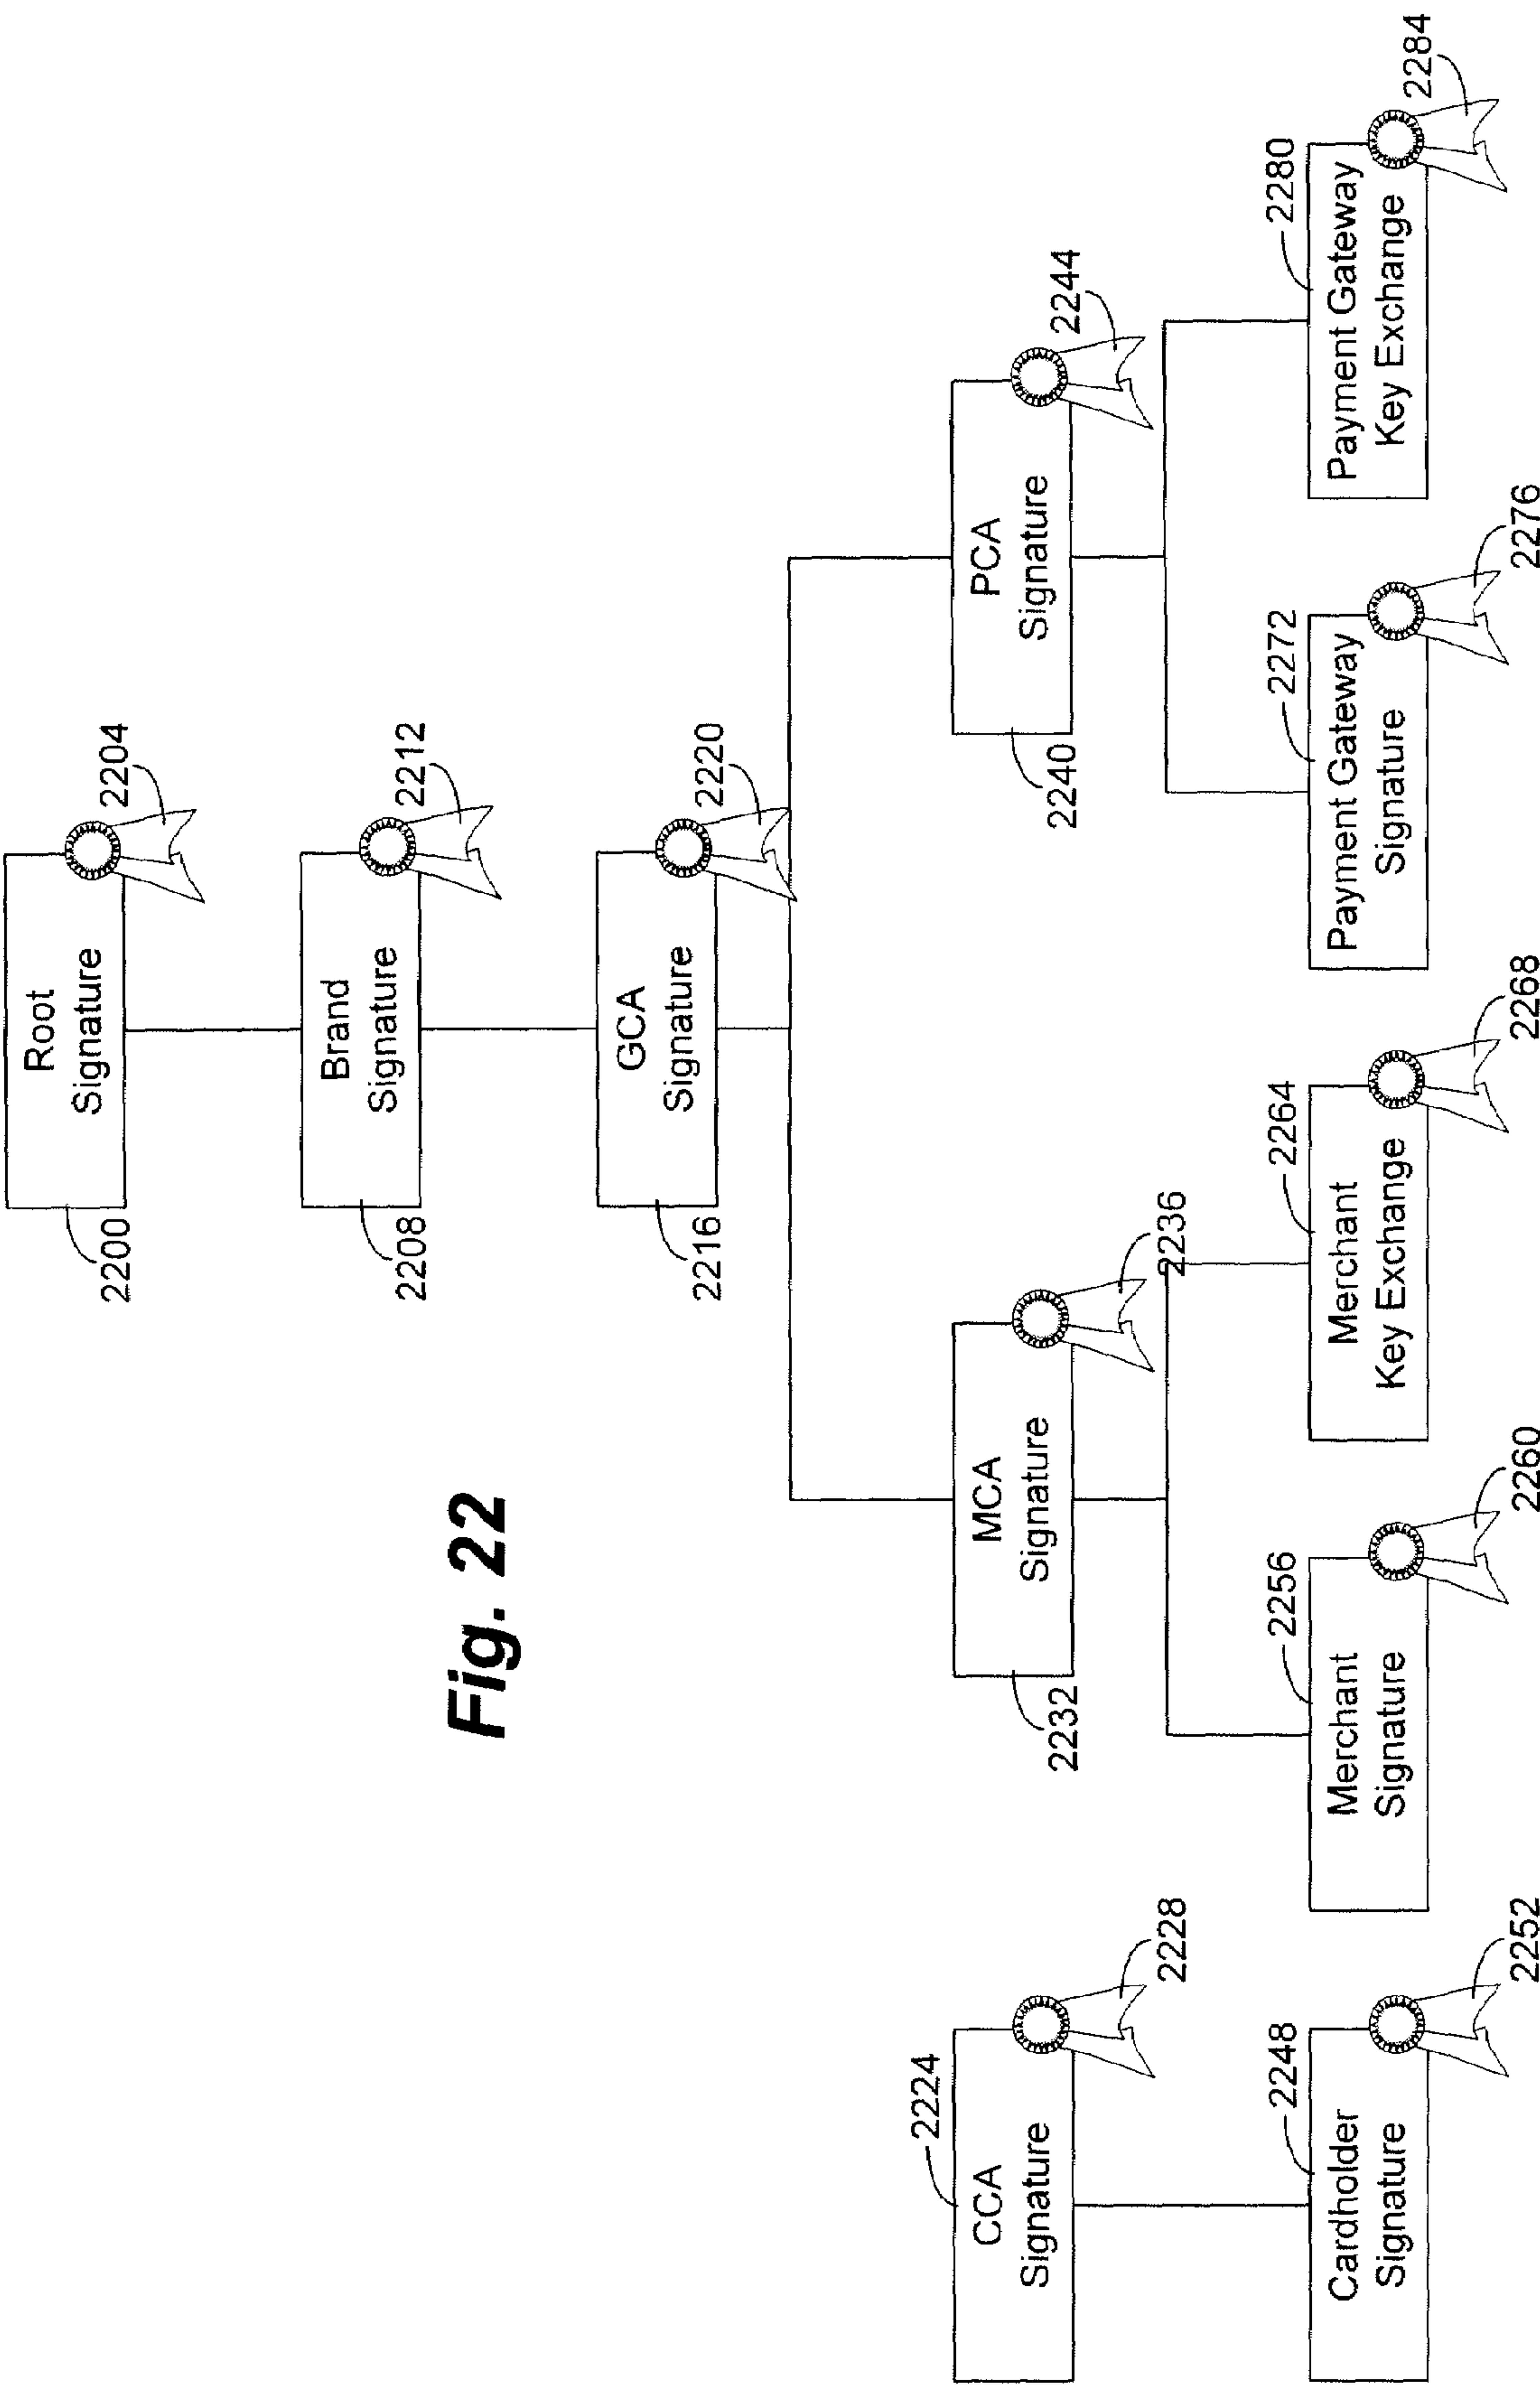 Root
Signature
2200
2204
Brand
Signature
2208
2212
Fig. 22
GCA
Signature
2216
2220
CCA
Signature
2224
2228
MCA
Signature
2232
2236
PCA
Signature
2240
2244
Cardholder
Signature
2248
2252
Merchant
Signature
2256
2260
Merchant
Key Exchange
2264
2268
Payment Gateway
Signature
2272
2276
Payment Gateway
Key Exchange
2280
2284